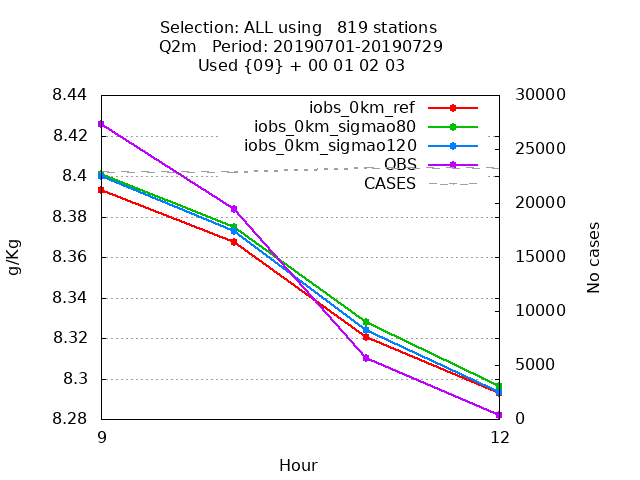 Selection: ALL using   819 stations
Q2m   Period: 20190701-20190729
Used {09} + 00 01 02 03
8.44
8.42
8.4
8.38
8.36
8.34
8.32
8.3
8.28
g/Kg
iobs_0km_ref
iobs_0km_sigmao80
iobs_0km_sigmao120
OBS
CASES
30000
25000
20000
15000
10000
5000
0
No cases
9
12
Hour